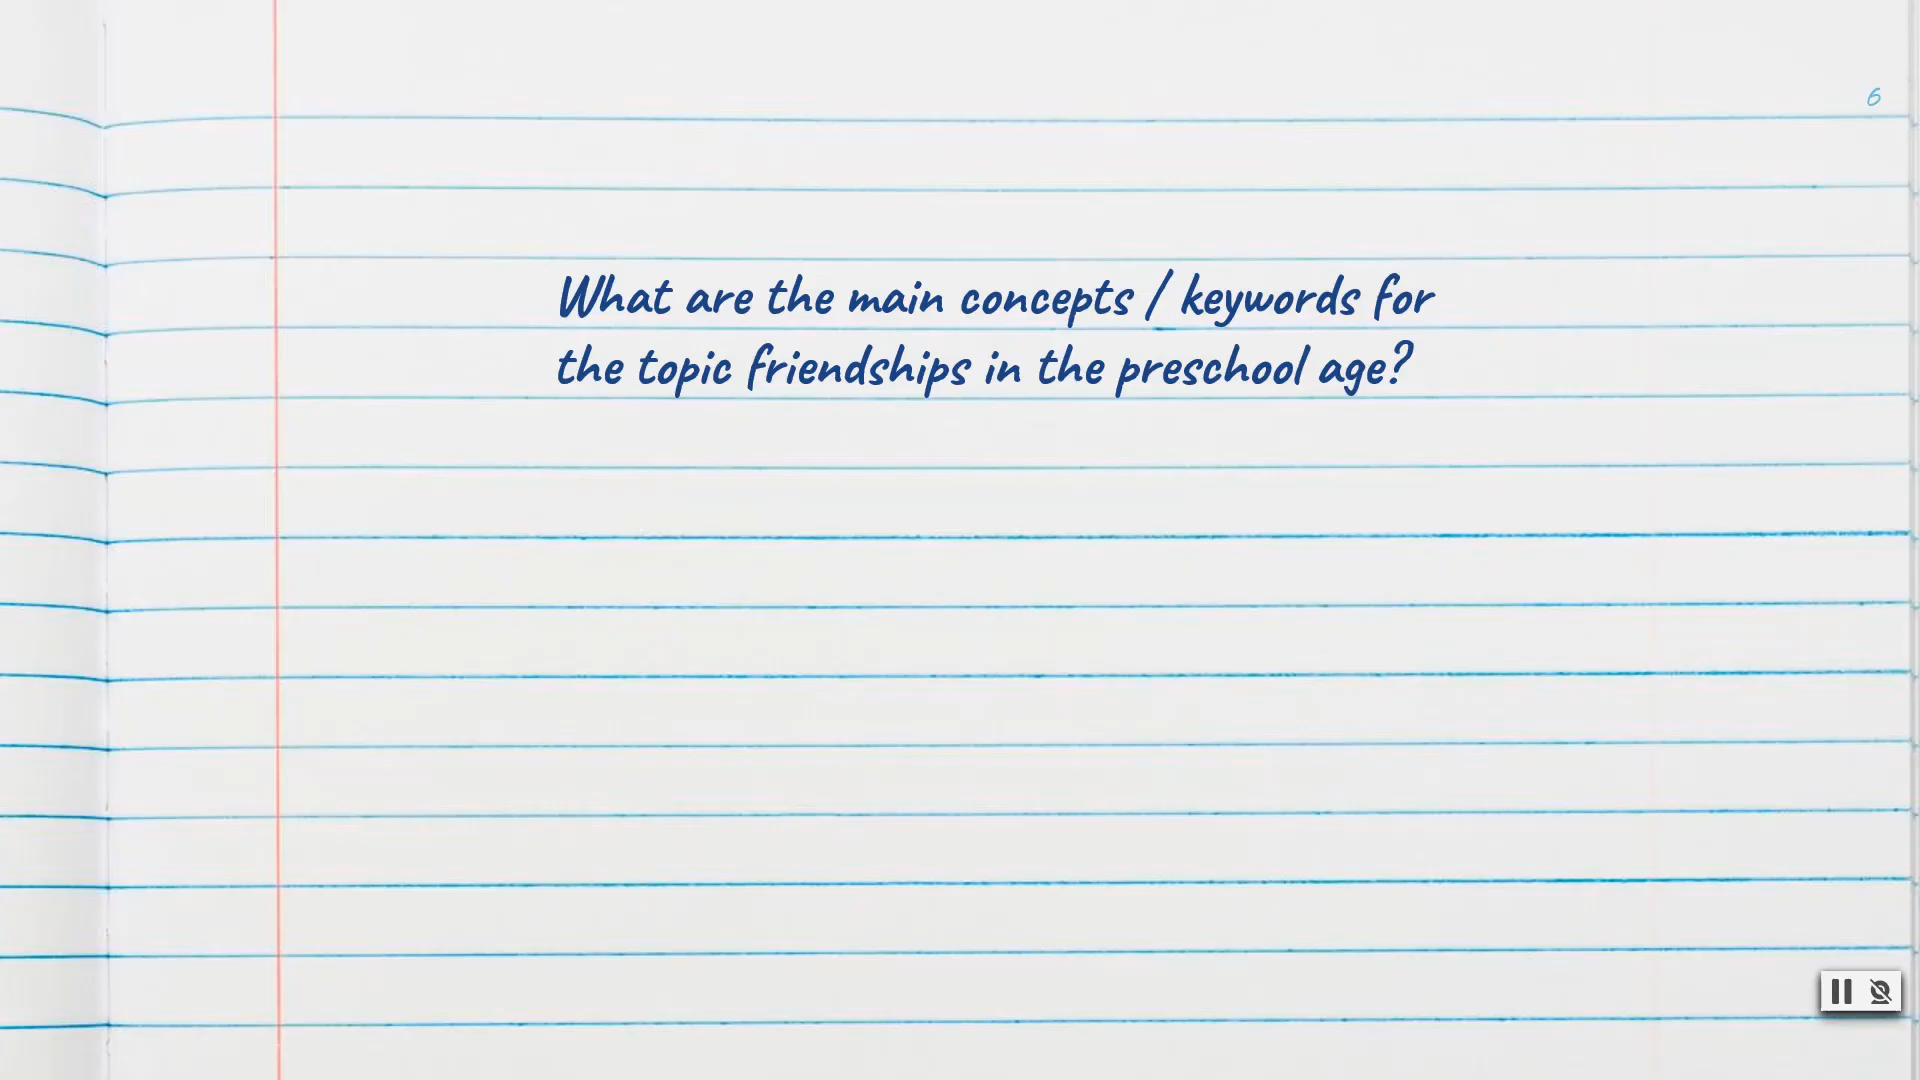 6
What are the main concepts / keywords for
the topic friendships in the preschool age?